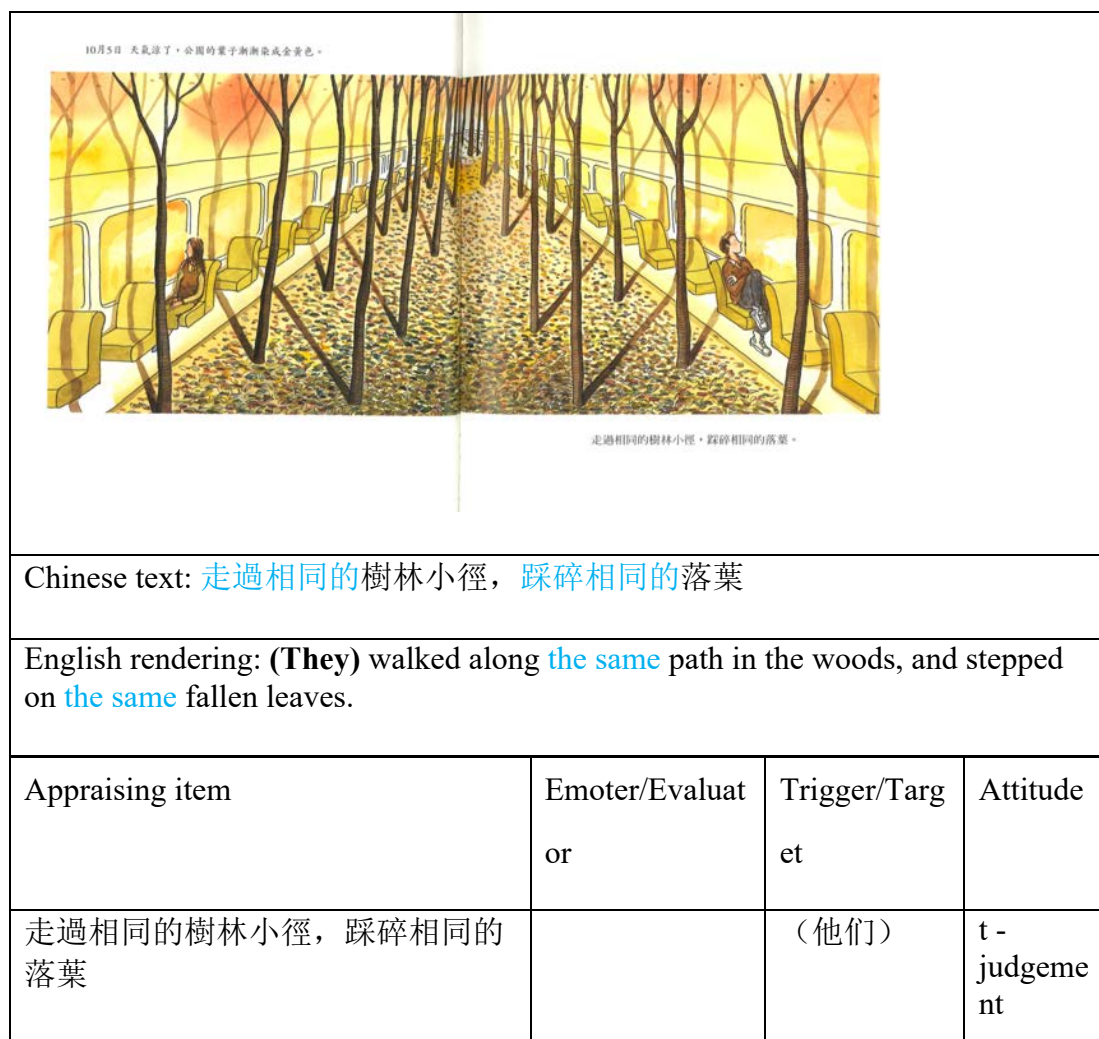 10月5日 天氣涼了，公園的葉子漸漸染成金黃色。
走過相同的樹林小徑，踩碎相同的落葉。
Chinese text: 走過相同的樹林小徑，踩碎相同的落葉
English rendering: (They) walked along the same path in the woods, and stepped
on the same fallen leaves.
Appraising item
Emoter/Evaluat
or
Trigger/Targ
et
Attitude
走過相同的樹林小徑，踩碎相同的
落葉
（他们）
t -
judgeme
nt